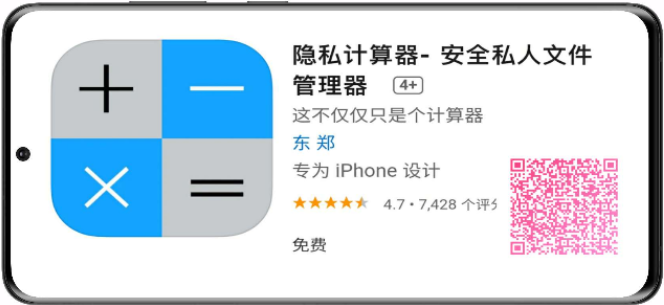 隐私计算器- 安全私人文件
管理器 4+
这不仅仅只是个计算器
东 郑
专为 iPhone 设计
4.7 • 7,428 个评
免费